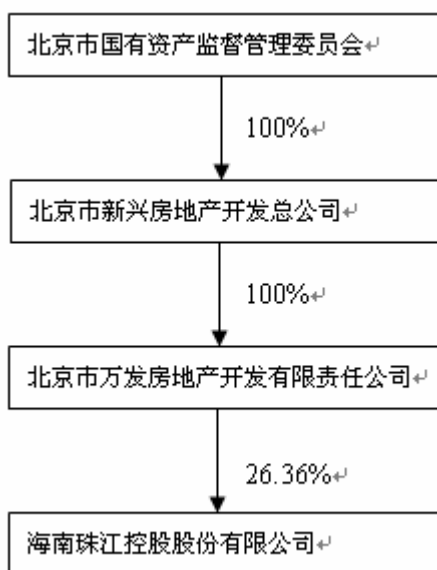 北京市国有资产监督管理委员会↵
100%↵
北京市新兴房地产开发总公司↵
100%↵
北京市万发房地产开发有限责任公司↵
26.36%↵
海南珠江控股股份有限公司↵